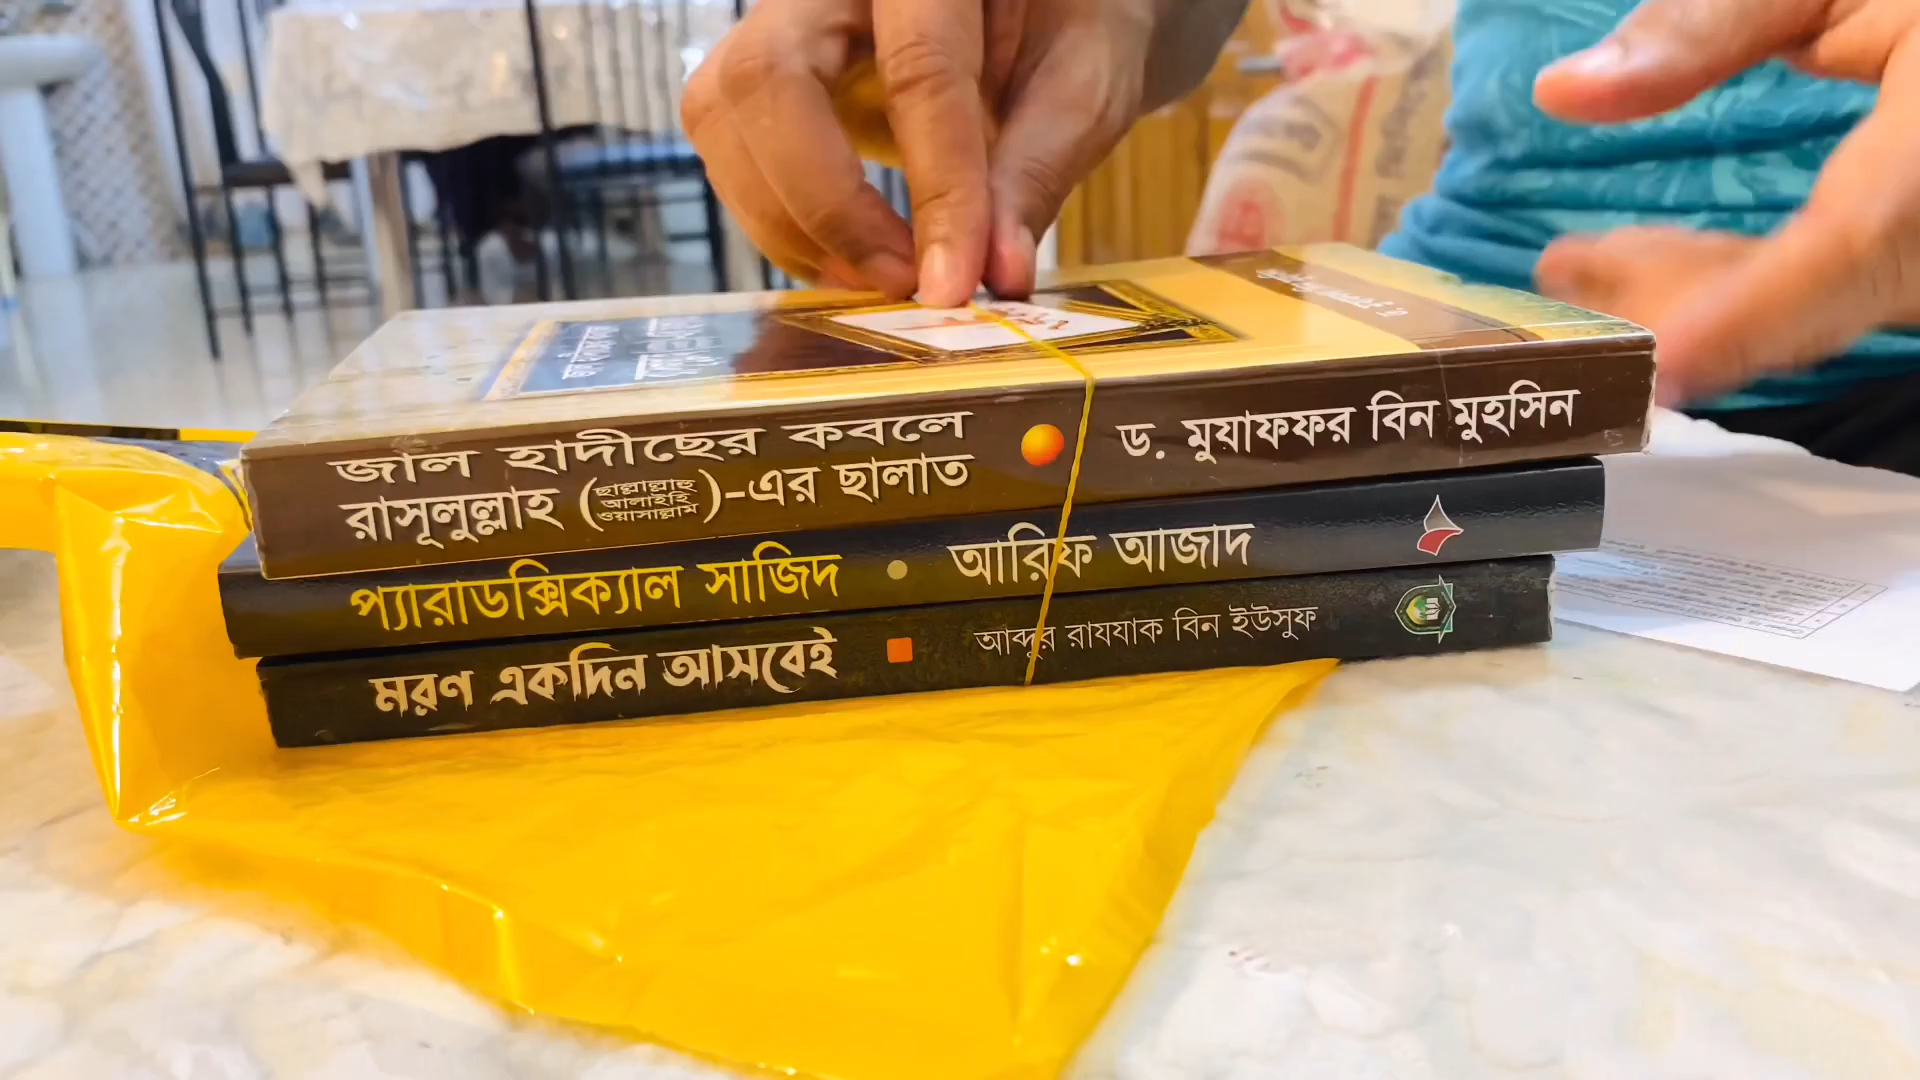 জাল হাদীছের কবলে
রাসূলুল্লাহ (ছাল্লাল্লাহু আলাইহি ওয়াসাল্লাম)-এর ছালাত
ড. মুযাফফর বিন মুহসিন
প্যারাডক্সিক্যাল সাজিদ
আরিফ আজাদ
মরণ একদিন আসবেই
আব্দুর রাযযাক বিন ইউসুফ